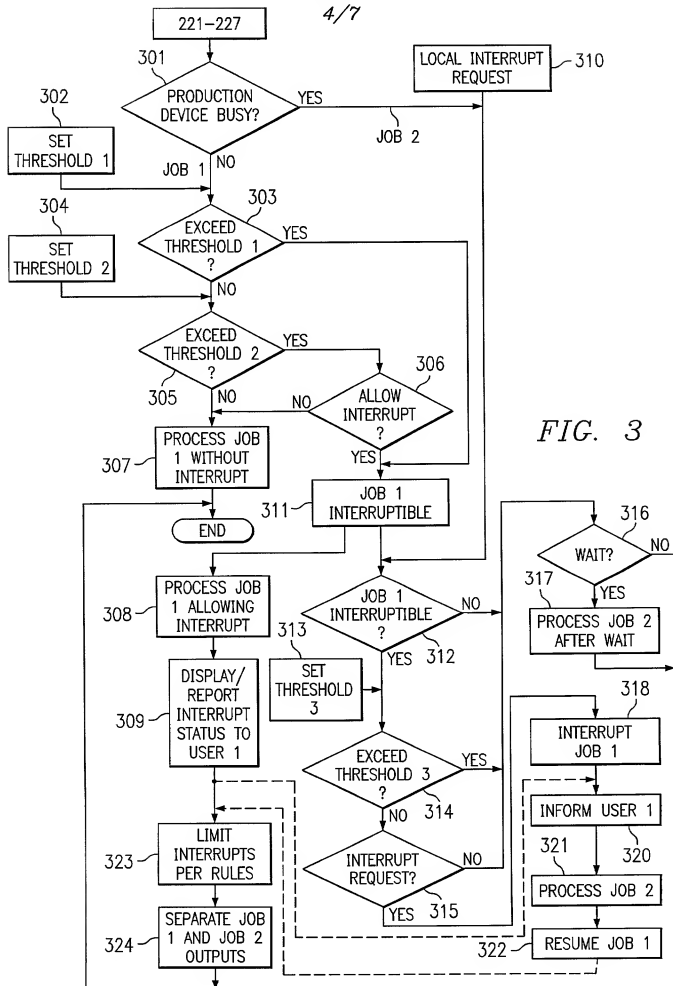 4/7
221-227
301
PRODUCTION
DEVICE BUSY?
YES
JOB 2
LOCAL INTERRUPT
REQUEST
310
302
SET
THRESHOLD 1
JOB 1
NO
303
EXCEED
THRESHOLD 1
?
YES
NO
304
SET
THRESHOLD 2
EXCEED
THRESHOLD 2
?
305
YES
NO
306
ALLOW
INTERRUPT
?
NO
YES
FIG. 3
307
PROCESS JOB
1 WITHOUT
INTERRUPT
END
311
JOB 1
INTERRUPTIBLE
316
WAIT?
NO
YES
317
PROCESS JOB 2
AFTER WAIT
308
PROCESS JOB
1 ALLOWING
INTERRUPT
JOB 1
INTERRUPTIBLE
?
NO
312
YES
313
SET
THRESHOLD
3
309
DISPLAY/
REPORT
INTERRUPT
STATUS TO
USER 1
318
INTERRUPT
JOB 1
EXCEED
THRESHOLD 3
?
YES
314
NO
INFORM USER 1
320
323
LIMIT
INTERRUPTS
PER RULES
INTERRUPT
REQUEST?
NO
315
YES
321
PROCESS JOB 2
324
SEPARATE JOB
1 AND JOB 2
OUTPUTS
RESUME JOB 1
322